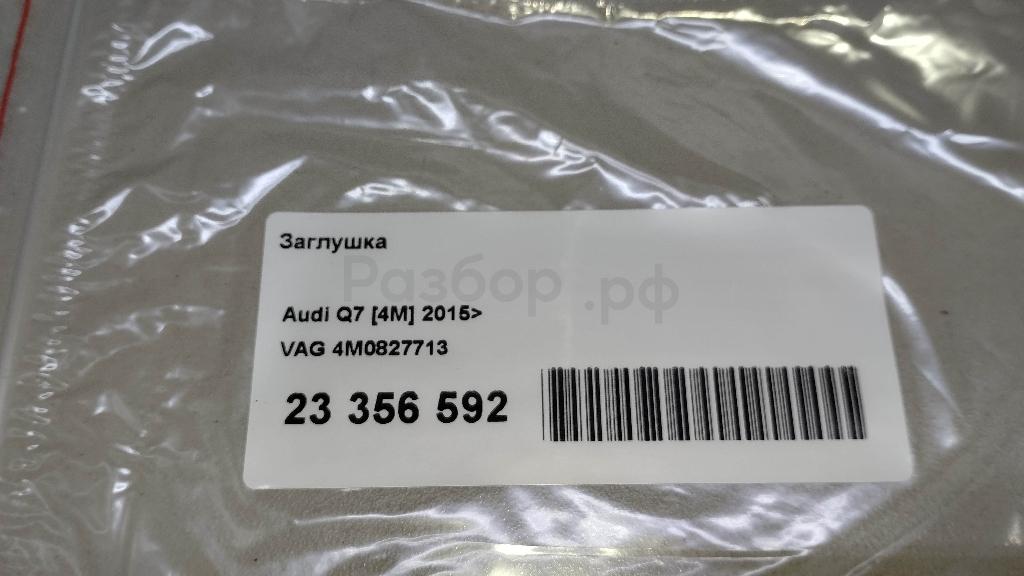 Заглушка
Разбор.рф
Audi Q7 [4M] 2015>
VAG 4M0827713
23 356 592